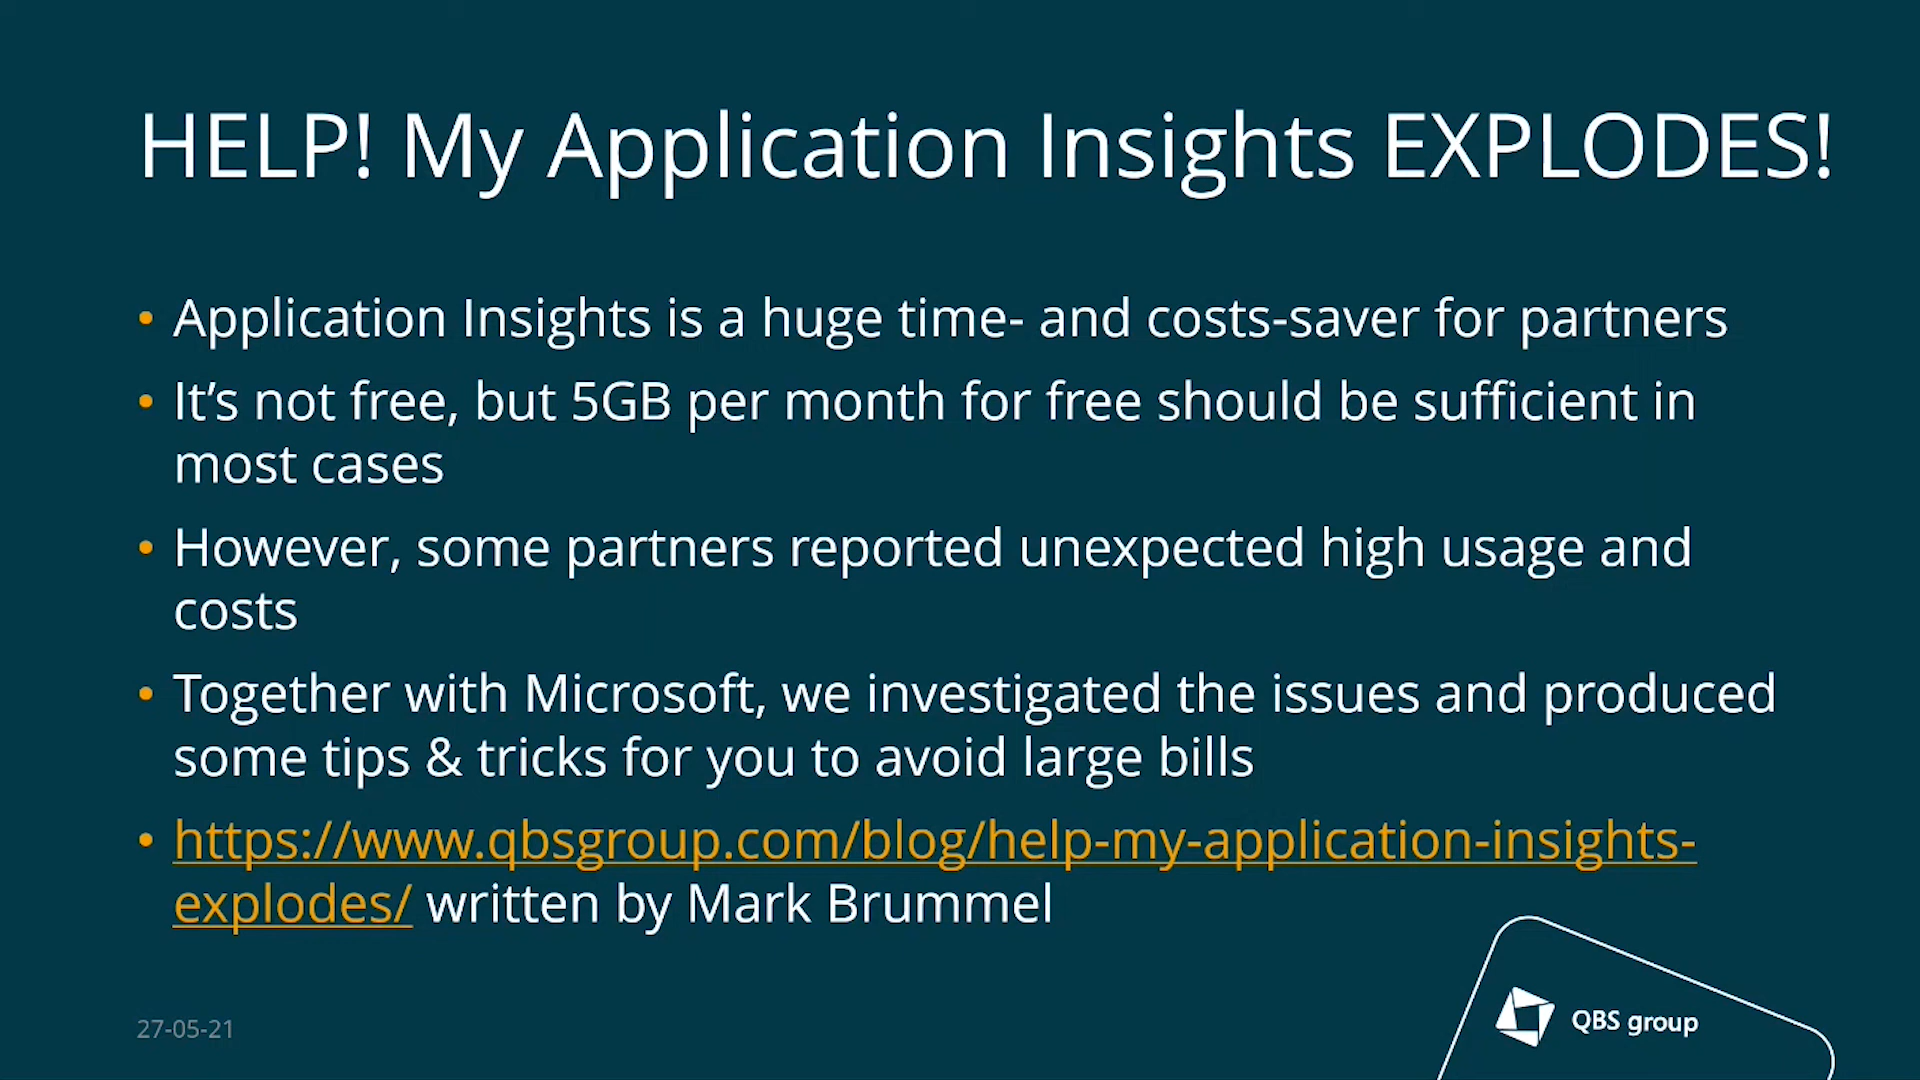 HELP! My Application Insights EXPLODES!
• Application Insights is a huge time- and costs-saver for partners
• It’s not free, but 5GB per month for free should be sufficient in
most cases
• However, some partners reported unexpected high usage and
costs
• Together with Microsoft, we investigated the issues and produced
some tips & tricks for you to avoid large bills
• https://www.qbsgroup.com/blog/help-my-application-insights-
explodes/ written by Mark Brummel
27-05-21
QBS group